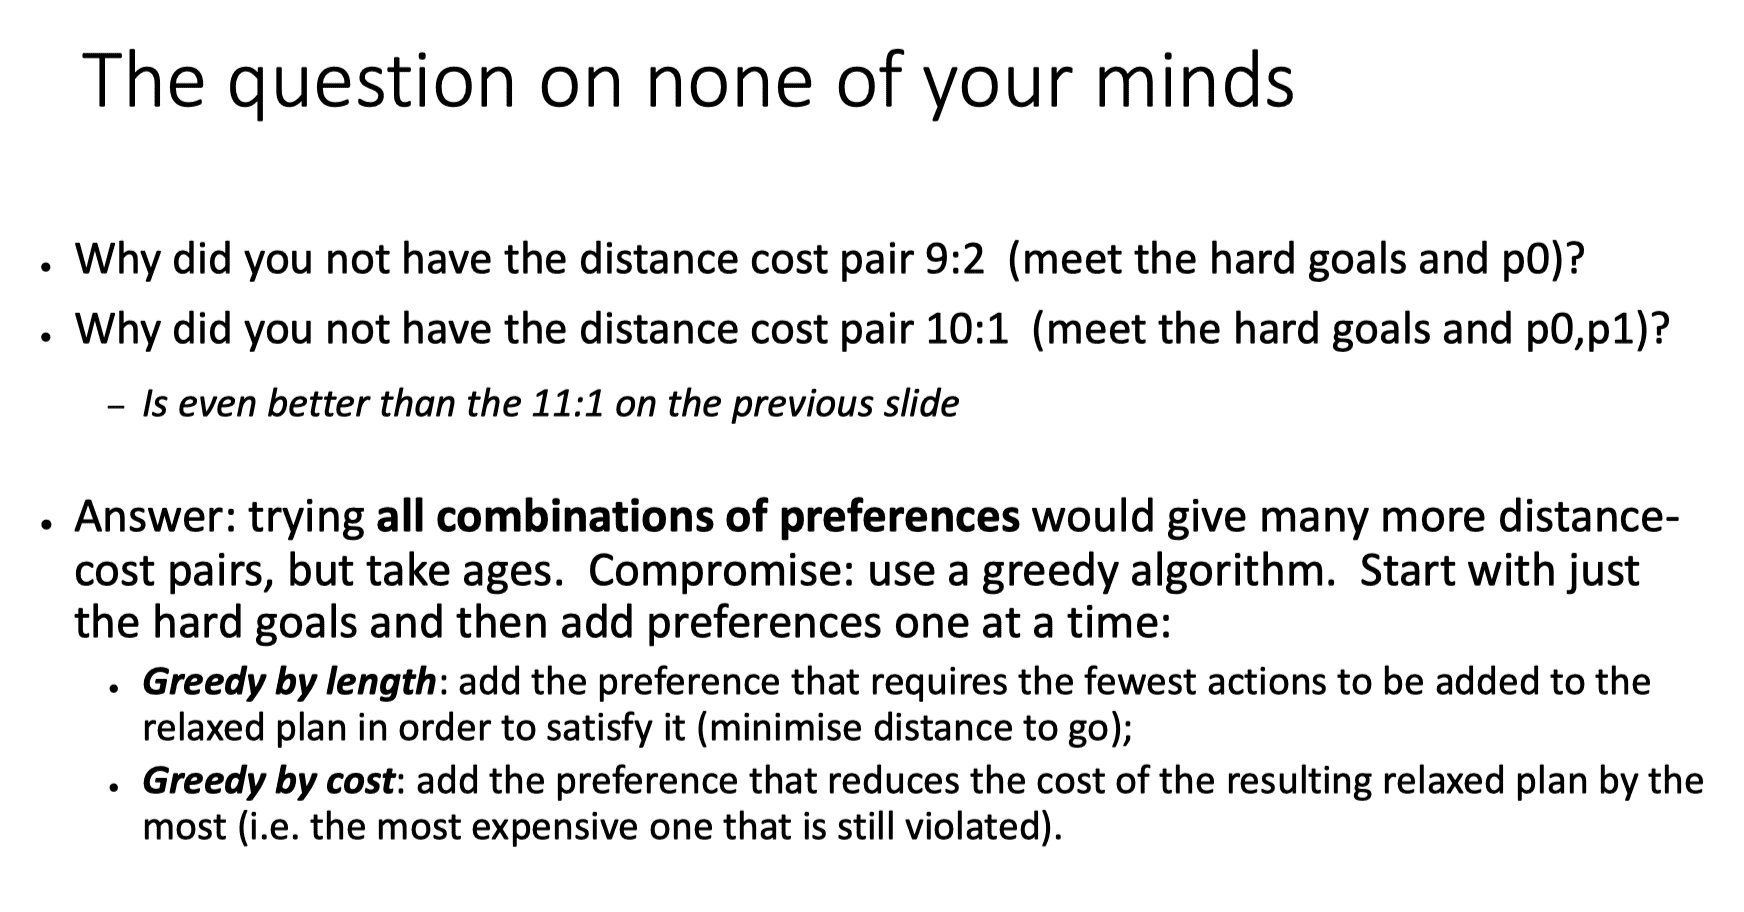 The question on none of your minds
• Why did you not have the distance cost pair 9:2  (meet the hard goals and p0)?
• Why did you not have the distance cost pair 10:1  (meet the hard goals and p0,p1)?
– Is even better than the 11:1 on the previous slide
• Answer: trying all combinations of preferences would give many more distance-
cost pairs, but take ages.  Compromise: use a greedy algorithm.  Start with just
the hard goals and then add preferences one at a time:
• Greedy by length: add the preference that requires the fewest actions to be added to the
relaxed plan in order to satisfy it (minimise distance to go);
• Greedy by cost: add the preference that reduces the cost of the resulting relaxed plan by the
most (i.e. the most expensive one that is still violated).